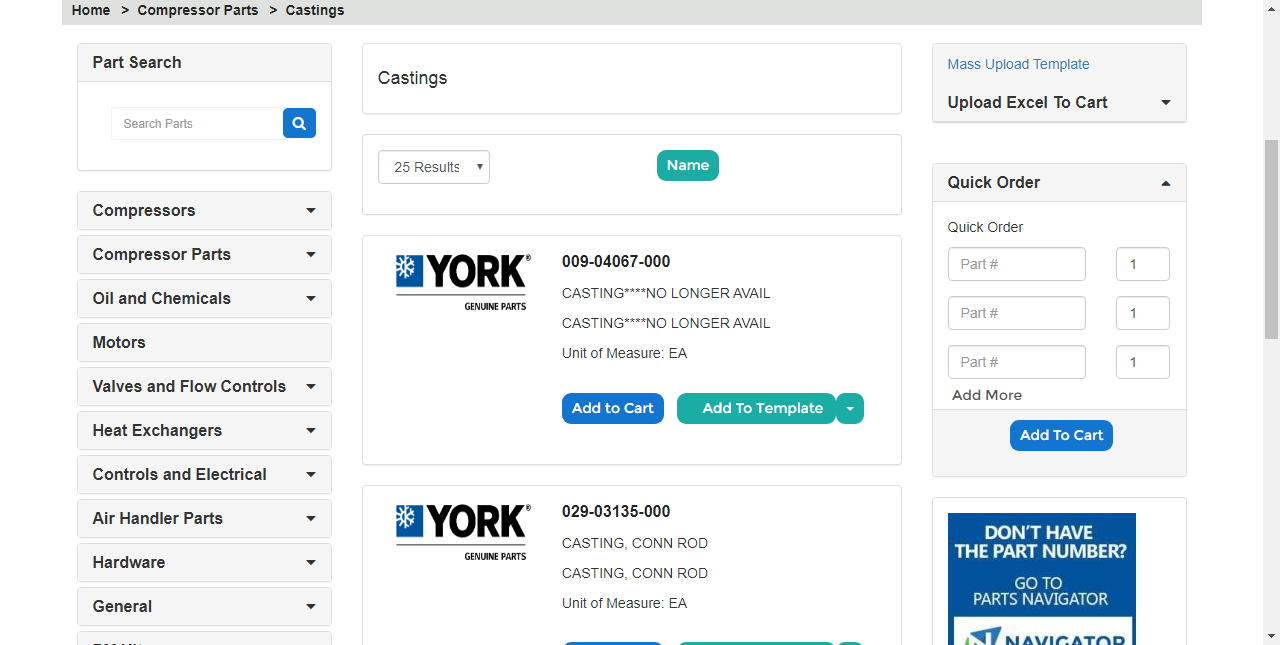 Home > Compressor Parts > Castings
Part Search
Search Parts
Compressors
Compressor Parts
Oil and Chemicals
Motors
Valves and Flow Controls
Heat Exchangers
Controls and Electrical
Air Handler Parts
Hardware
General
Castings
25 Results
Name
YORK®
GENUINE PARTS
009-04067-000
CASTING****NO LONGER AVAIL
CASTING****NO LONGER AVAIL
Unit of Measure: EA
Add to Cart
Add To Template
YORK®
GENUINE PARTS
029-03135-000
CASTING, CONN ROD
CASTING, CONN ROD
Unit of Measure: EA
Mass Upload Template
Upload Excel To Cart
Quick Order
Quick Order
Part # 1
Part # 1
Part # 1
Add More
Add To Cart
DON'T HAVE
THE PART NUMBER?
GO TO
PARTS NAVIGATOR
NAVIGATOR